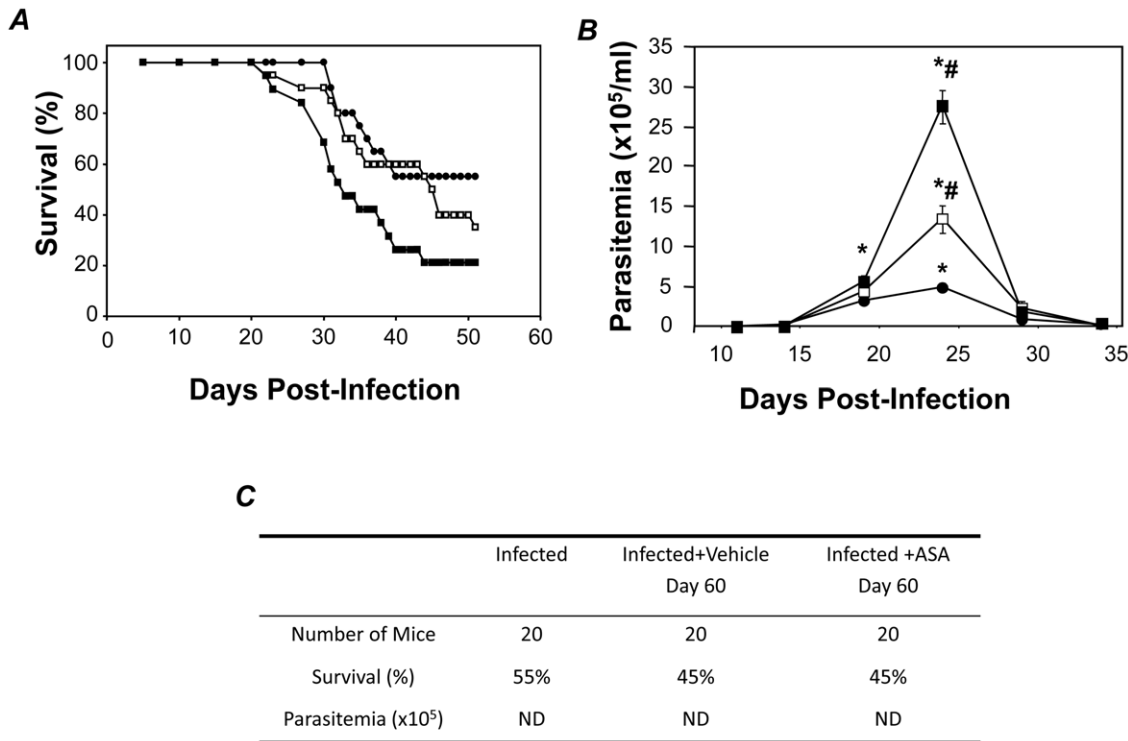 A
Survival (%)
100
80
60
40
20
0
0 10 20 30 40 50 60
Days Post-Infection
B
Parasitemia (x10⁵/ml)
35
30
25
20
15
10
5
0
*#
*#
*
*
10 15 20 25 30 35
Days Post-Infection
C
Infected Infected+Vehicle Infected +ASA
Day 60 Day 60
Number of Mice 20 20 20
Survival (%) 55% 45% 45%
Parasitemia (x10⁵) ND ND ND